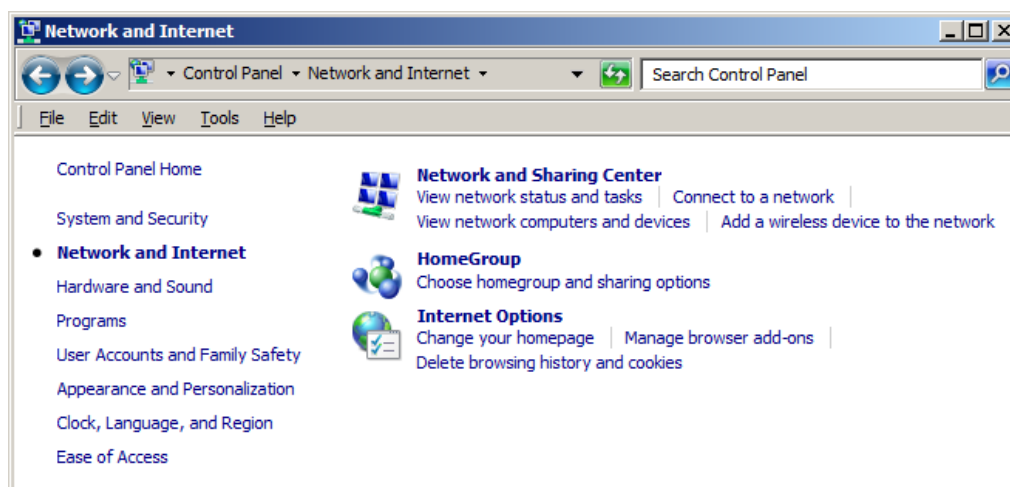 Network and Internet
Control Panel Network and Internet Search Control Panel
File Edit View Tools Help
Control Panel Home
System and Security
Network and Internet
Hardware and Sound
Programs
User Accounts and Family Safety
Appearance and Personalization
Clock, Language, and Region
Ease of Access
Network and Sharing Center
View network status and tasks Connect to a network
View network computers and devices Add a wireless device to the network
HomeGroup
Choose homegroup and sharing options
Internet Options
Change your homepage Manage browser add-ons
Delete browsing history and cookies